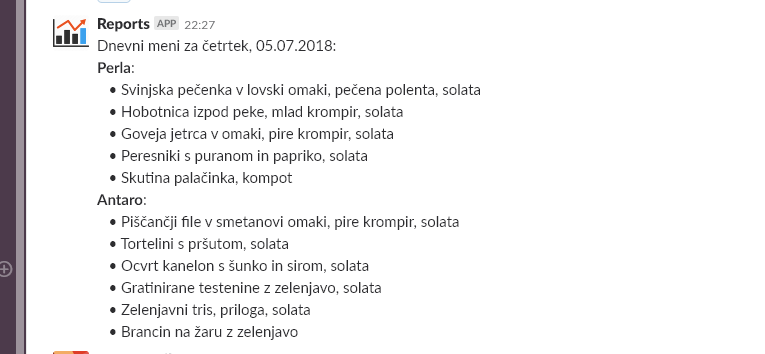 Reports APP 22:27
Dnevni meni za četrtek, 05.07.2018:
Perla:
• Svinjska pečenka v lovski omaki, pečena polenta, solata
• Hobotnica izpod peke, mlad krompir, solata
• Goveja jetrca v omaki, pire krompir, solata
• Peresniki s puranom in papriko, solata
• Skutina palačinka, kompot
Antaro:
• Piščančji file v smetanovi omaki, pire krompir, solata
• Tortelini s pršutom, solata
• Ocvrt kanelon s šunko in sirom, solata
• Gratinirane testenine z zelenjavo, solata
• Zelenjavni tris, priloga, solata
• Brancin na žaru z zelenjavo